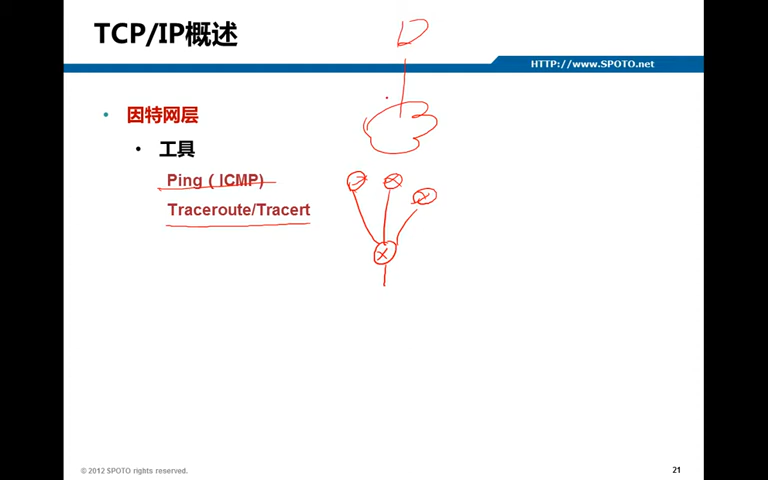 TCP/IP概述
D
HTTP://www.SPOTO.net
• 因特网层
• 工具
Ping ( ICMP)
Traceroute/Tracert
© 2012 SPOTO rights reserved.
21